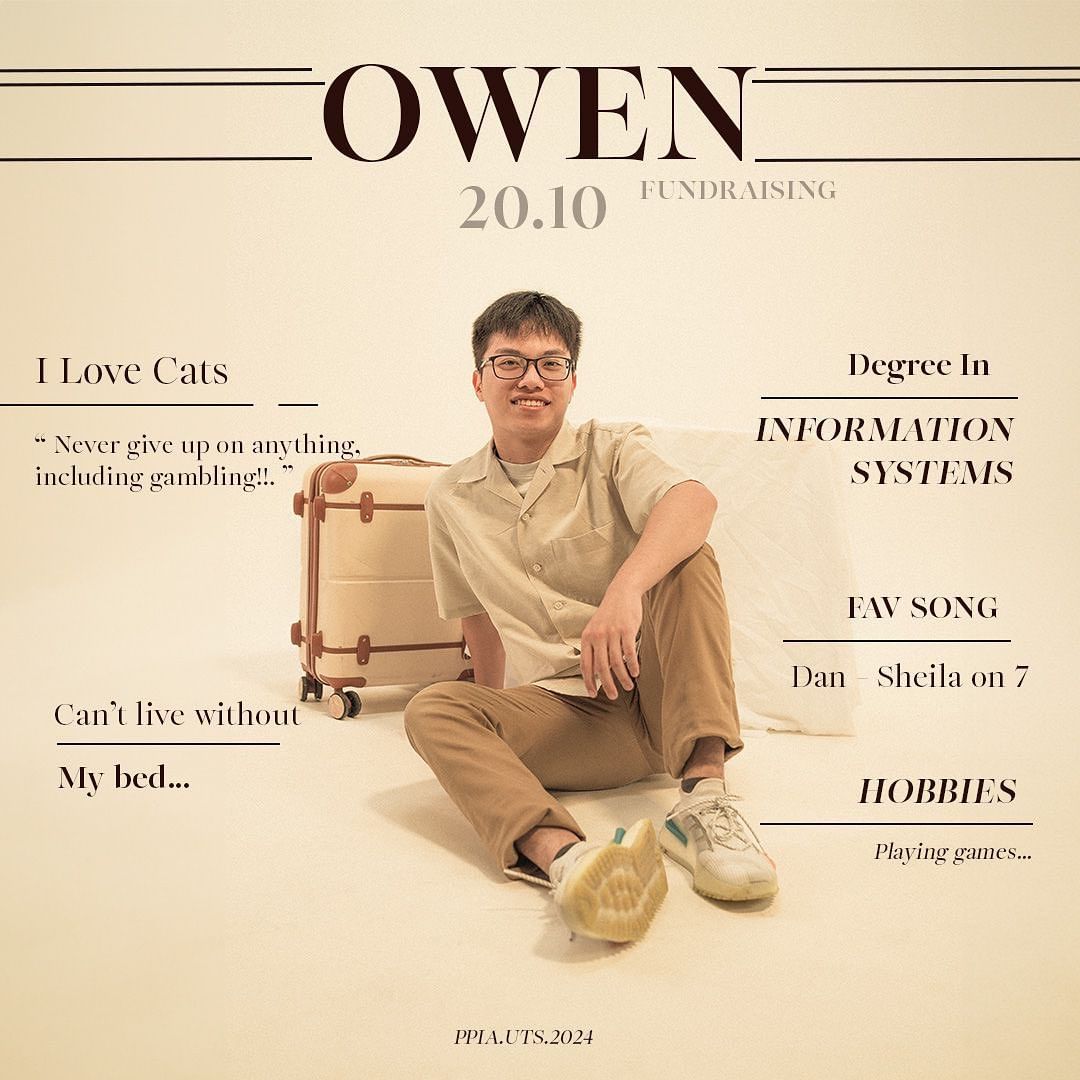 OWEN
20.10
FUNDRAISING
I Love Cats
“ Never give up on anything,
including gambling!!. ”
Can’t live without
My bed...
Degree In
INFORMATION
SYSTEMS
FAV SONG
Dan - Sheila on 7
HOBBIES
Playing games...
PPIA.UTS.2024